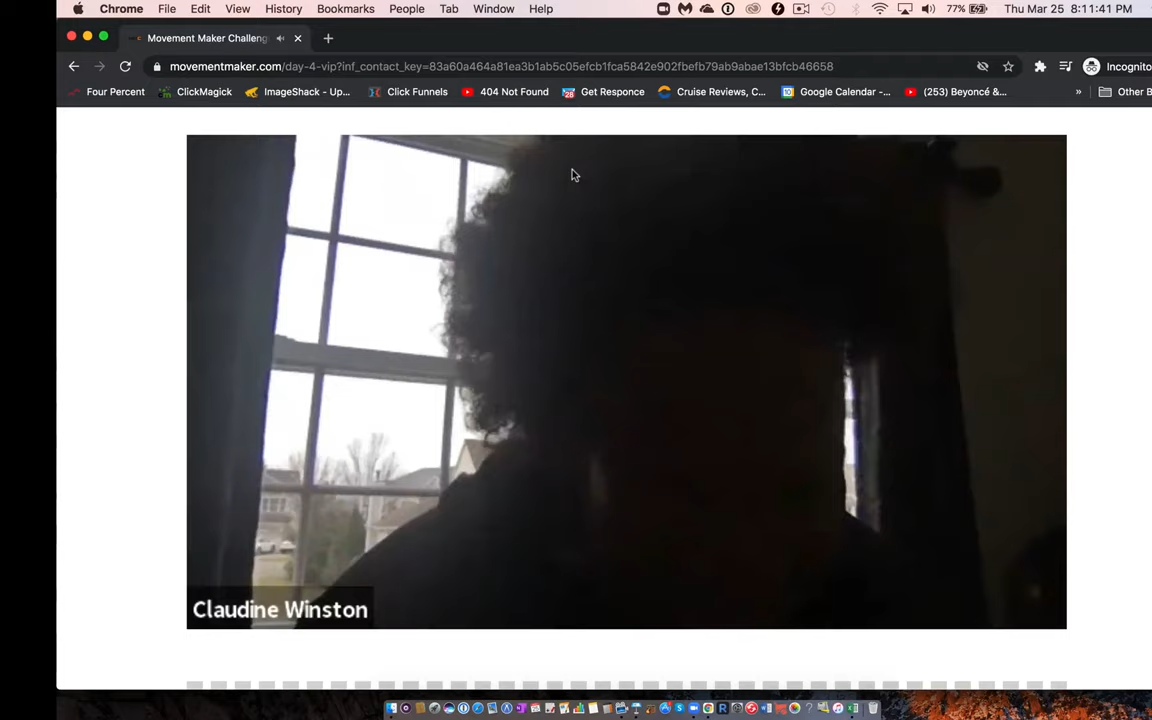 Chrome File Edit View History Bookmarks People Tab Window Help 77% Thu Mar 25 8:11:41 PM
Movement Maker Challeng
movementmaker.com/day-4-vip?inf_contact_key=83a60a464a81ea3b1ab5c05efcb1fca5842e902fbefb79ab9abae13bfcb46658 Incognito
Four Percent ClickMagick ImageShack - Up... Click Funnels 404 Not Found Get Responce Cruise Reviews, C... Google Calendar -... (253) Beyoncé &... » Other B
Claudine Winston